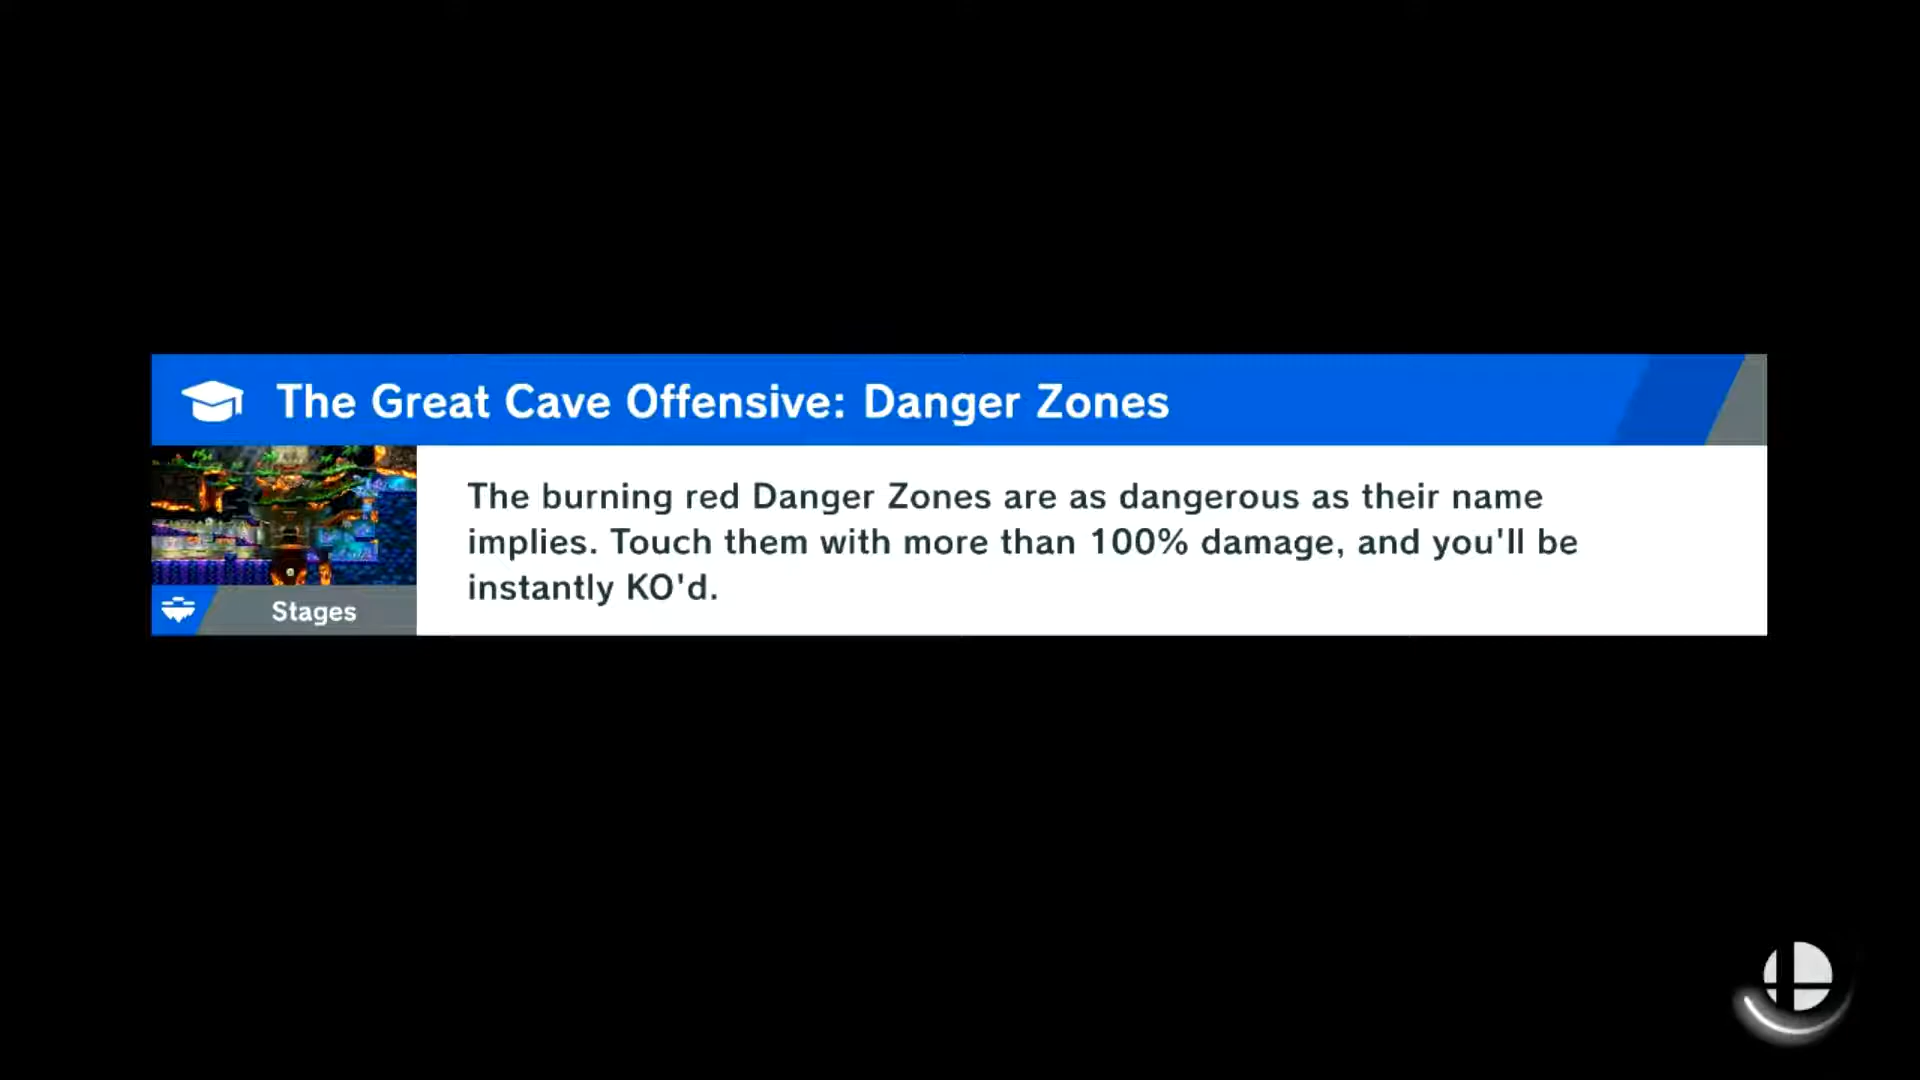 The Great Cave Offensive: Danger Zones
The burning red Danger Zones are as dangerous as their name
implies. Touch them with more than 100% damage, and you'll be
instantly KO'd.
Stages